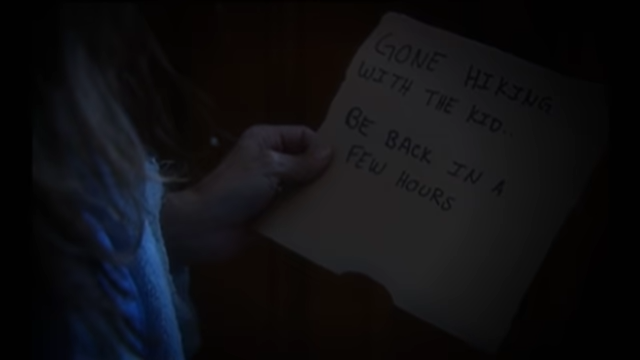 GONE HIKING
WITH THE KID..
BE BACK IN A
FEW HOURS